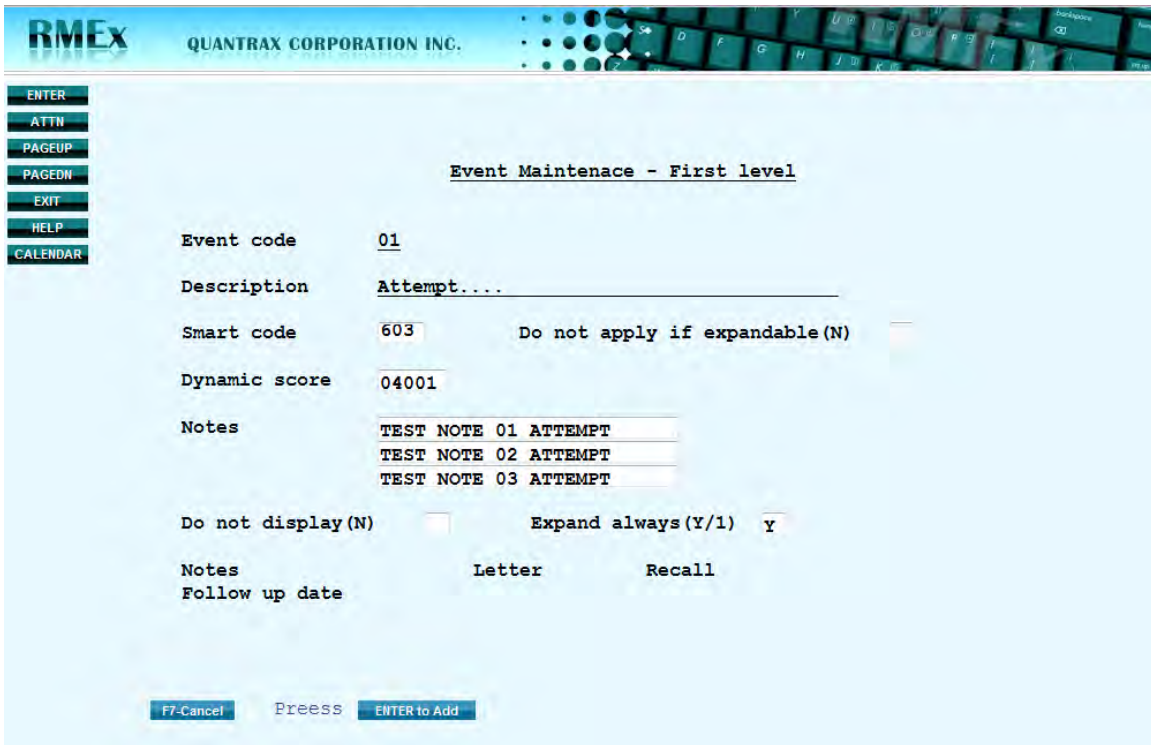 RMEx
QUANTRAX CORPORATION INC.
ENTER
ATTN
PAGEUP
PAGEDN
EXIT
HELP
CALENDAR
Event Maintenace - First level
Event code 01
Description Attempt....
Smart code 603 Do not apply if expandable(N)
Dynamic score 04001
Notes TEST NOTE 01 ATTEMPT
TEST NOTE 02 ATTEMPT
TEST NOTE 03 ATTEMPT
Do not display(N) Expand always(Y/1) Y
Notes Letter Recall
Follow up date
F7-Cancel Preess ENTER to Add